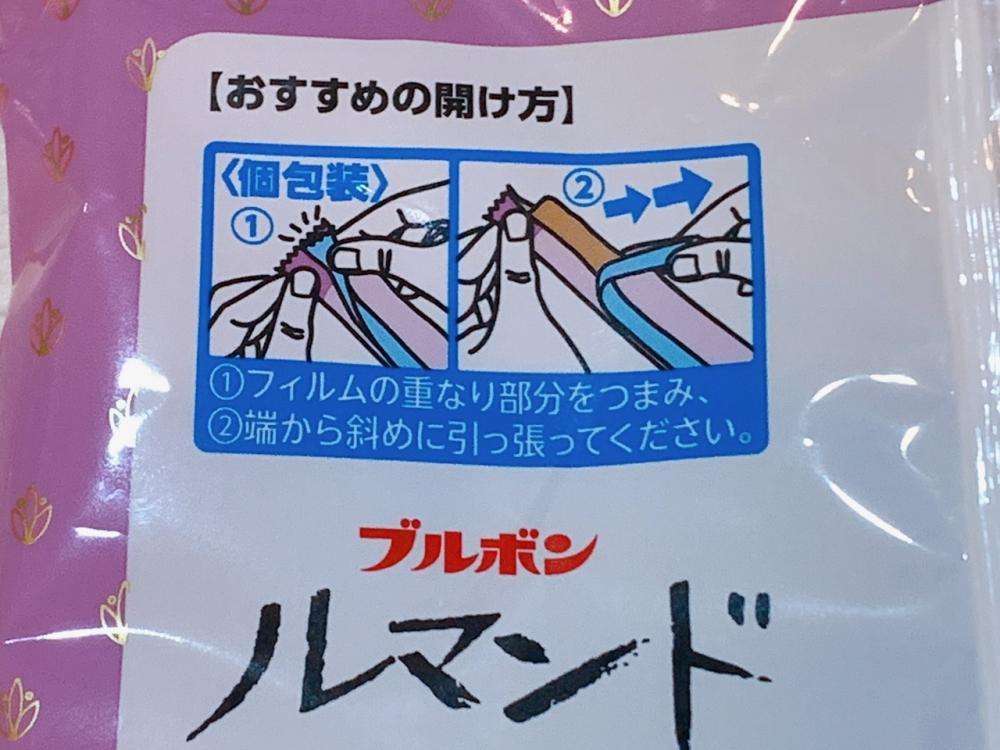 【おすすめの開け方】
〈個包装〉
①
②
①フィルムの重なり部分をつまみ、
②端から斜めに引っ張ってください。
ブルボン
ルマンド